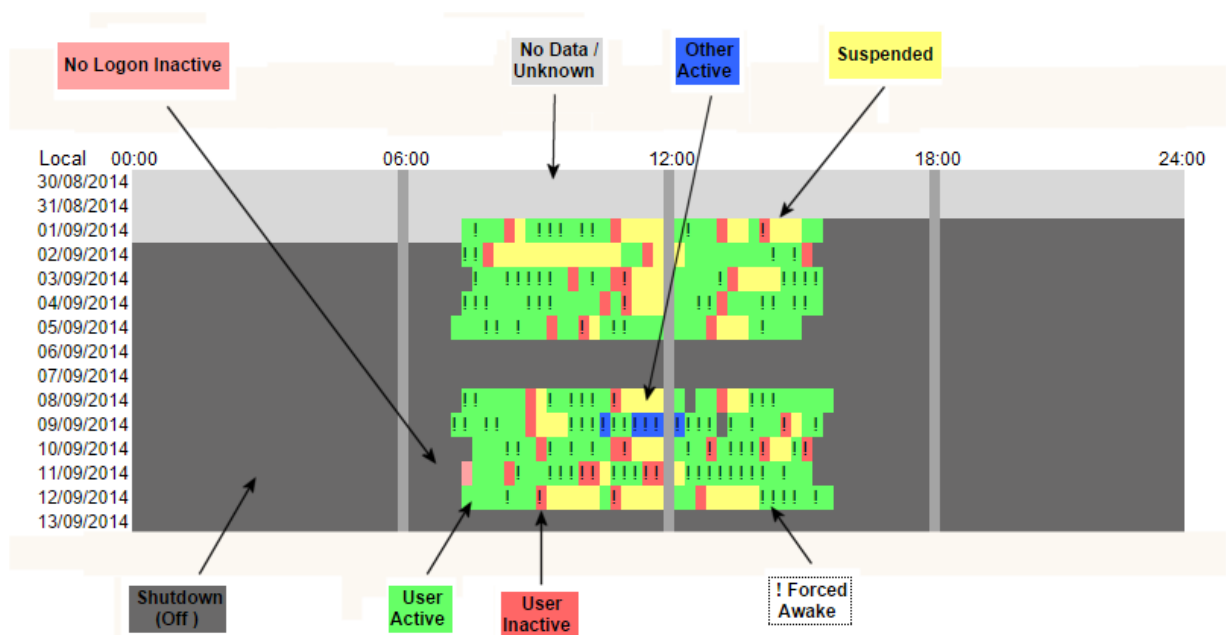 No Logon Inactive
No Data /
Unknown
Other
Active
Suspended
Local 00:00 06:00 12:00 18:00 24:00
30/08/2014
31/08/2014
01/09/2014
02/09/2014
03/09/2014
04/09/2014
05/09/2014
06/09/2014
07/09/2014
08/09/2014
09/09/2014
10/09/2014
11/09/2014
12/09/2014
13/09/2014
Shutdown
(Off )
User
Active
User
Inactive
! Forced
Awake